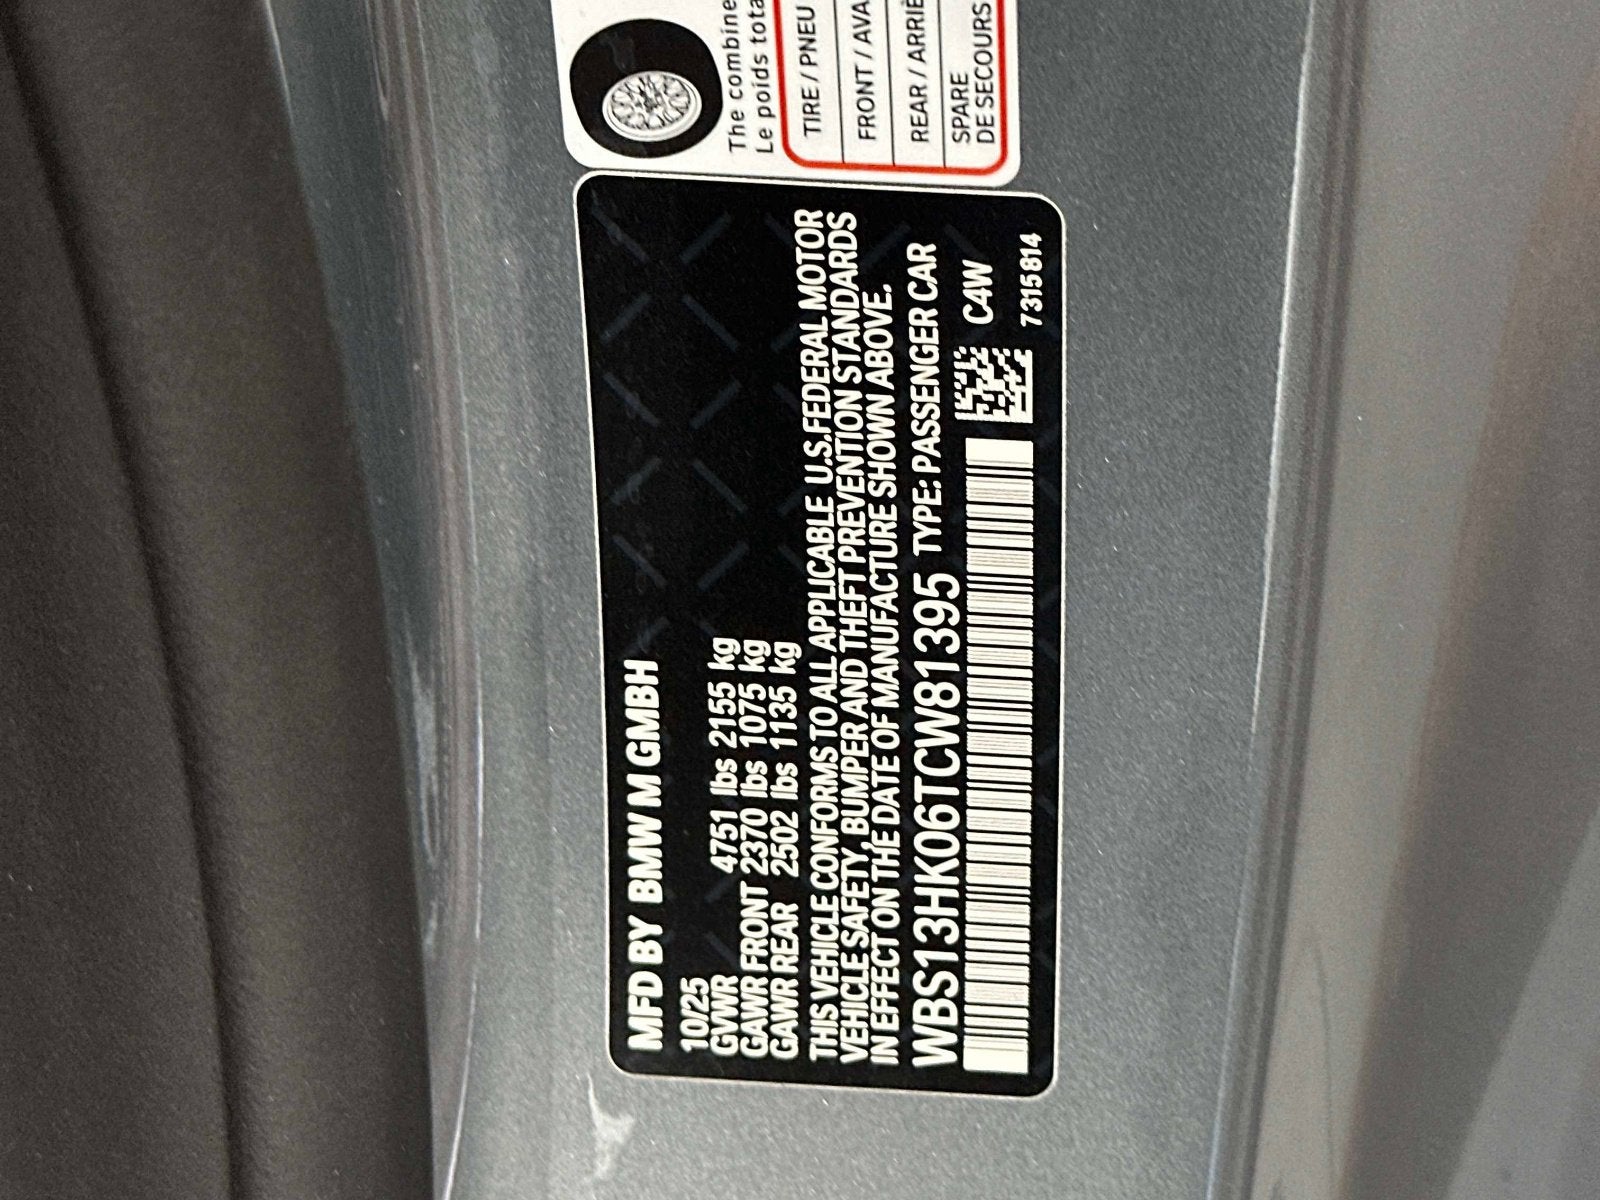 MFD BY BMW M GMBH
10/25
GVWR 4751 lbs 2155 kg
GAWR FRONT 2370 lbs 1075 kg
GAWR REAR 2502 lbs 1135 kg
THIS VEHICLE CONFORMS TO ALL APPLICABLE U.S.FEDERAL MOTOR
VEHICLE SAFETY, BUMPER AND THEFT PREVENTION STANDARDS
IN EFFECT ON THE DATE OF MANUFACTURE SHOWN ABOVE.
WBS13HK06TCW81395 TYPE: PASSENGER CAR
C4W
7315814
The combine
Le poids tota
TIRE / PNEU
FRONT / AVA
REAR / ARRIÈ
SPARE
DE SECOURS